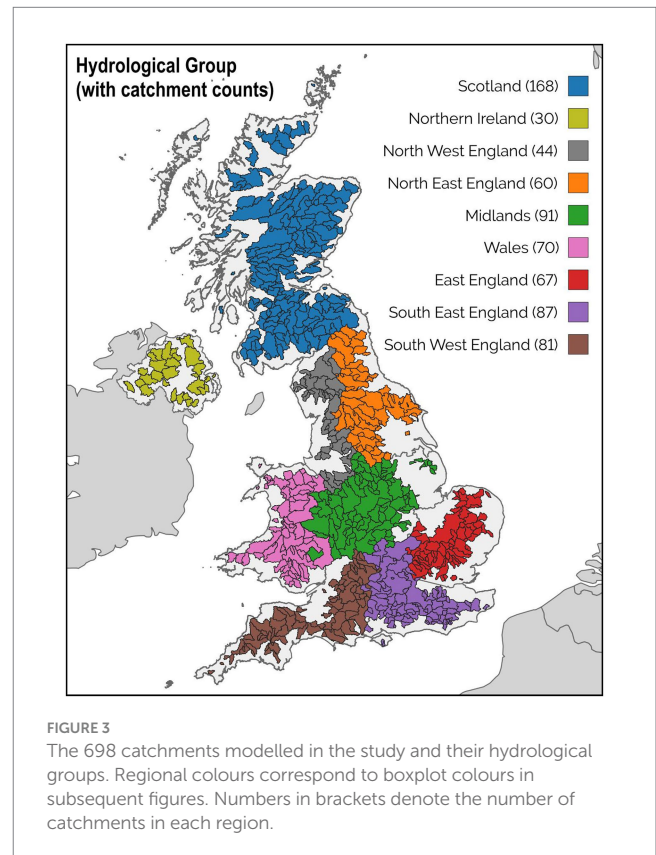 Hydrological Group
(with catchment counts)
Scotland (168)
Northern Ireland (30)
North West England (44)
North East England (60)
Midlands (91)
Wales (70)
East England (67)
South East England (87)
South West England (81)
FIGURE 3
The 698 catchments modelled in the study and their hydrological
groups. Regional colours correspond to boxplot colours in
subsequent figures. Numbers in brackets denote the number of
catchments in each region.